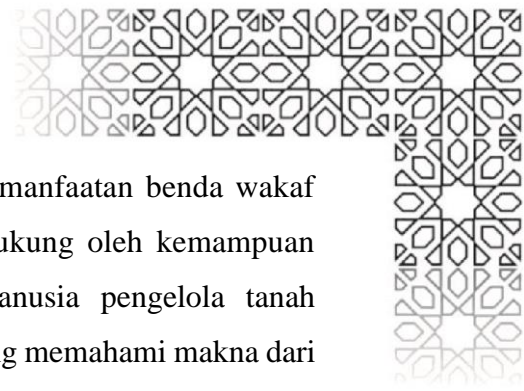 manfaatan benda wakaf
ukung oleh kemampuan
anusia pengelola tanah
g memahami makna dari